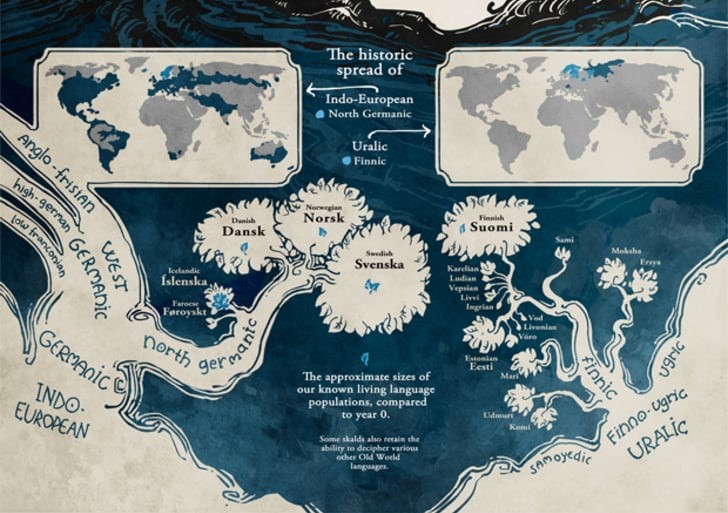 The historic
spread of
Indo-European
North Germanic
Uralic
Finnic
Anglo-frisian
high-german
low franconian
WEST
GERMANIC
GERMANIC
INDO-
EUROPEAN
north germanic
Danish
Dansk
Norwegian
Norsk
Swedish
Svenska
Icelandic
Íslenska
Faroese
Føroyskt
Finnish
Suomi
Karelian
Ludian
Vepsian
Livvi
Ingrian
Vod
Livonian
Võro
Estonian
Eesti
Mari
Udmurt
Komi
Sami
Moksha
Erzya
finnic
ugric
Finno-Ugric
URALIC
samoyedic
The approximate sizes of
our known living language
populations, compared
to year 0.
Some skalds also retain the
ability to decipher various
other Old World
languages.